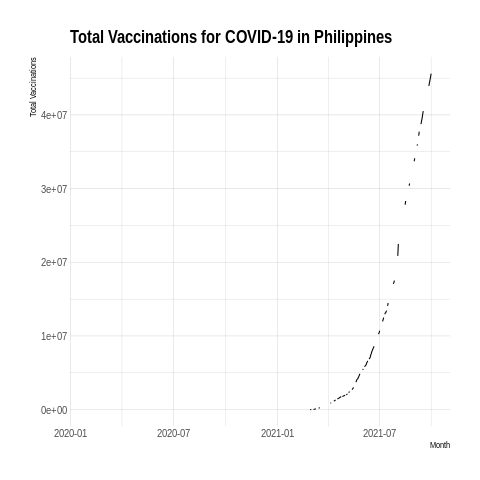 Total Vaccinations for COVID-19 in Philippines
Total Vaccinations
4e+07
3e+07
2e+07
1e+07
0e+00
2020-01 2020-07 2021-01 2021-07
Month